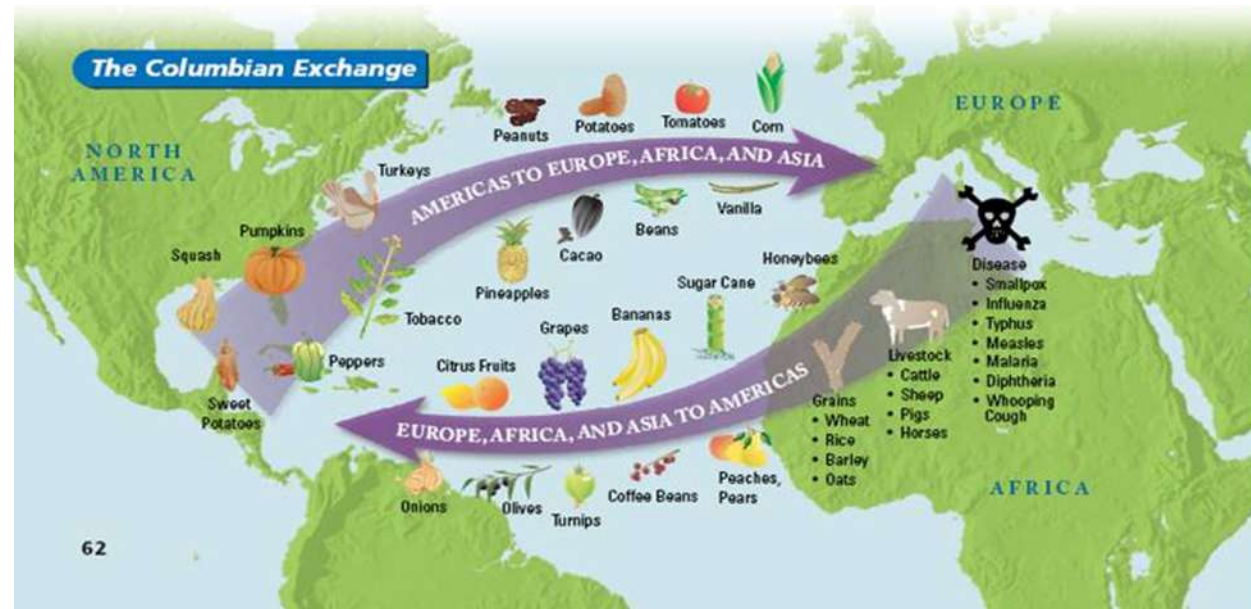 The Columbian Exchange
NORTH
AMERICA
EUROPE
AFRICA
AMERICAS TO EUROPE, AFRICA, AND ASIA
Peanuts
Potatoes
Tomatoes
Corn
Turkeys
Pumpkins
Squash
Tobacco
Pineapples
Cacao
Beans
Vanilla
Peppers
Sweet
Potatoes
EUROPE, AFRICA, AND ASIA TO AMERICAS
Citrus Fruits
Grapes
Bananas
Sugar Cane
Honeybees
Onions
Olives
Turnips
Coffee Beans
Peaches,
Pears
Grains
• Wheat
• Rice
• Barley
• Oats
Livestock
• Cattle
• Sheep
• Pigs
• Horses
Disease
• Smallpox
• Influenza
• Typhus
• Measles
• Malaria
• Diphtheria
• Whooping
Cough
62